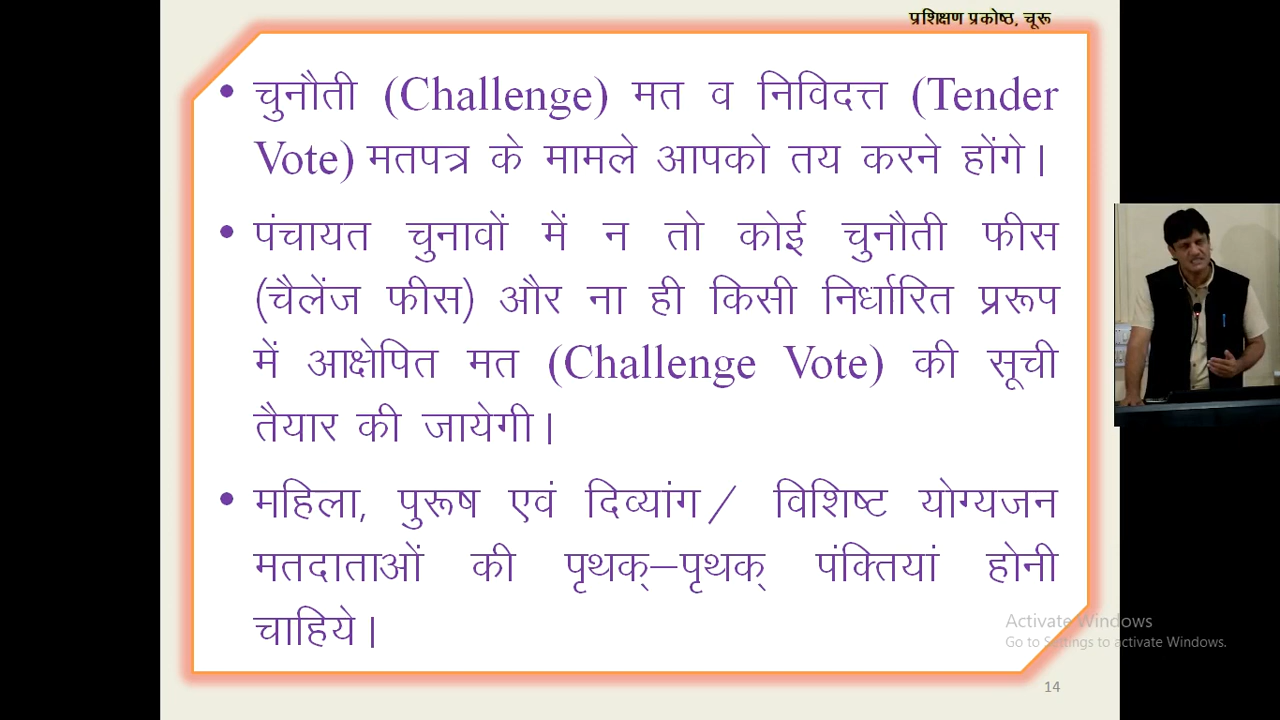 प्रशिक्षण प्रकोष्ठ, चूरू
• चुनौती (Challenge) मत व निविदत्त (Tender
Vote) मतपत्र के मामले आपको तय करने होंगे।
• पंचायत चुनावों में न तो कोई चुनौती फीस
(चैलेंज फीस) और ना ही किसी निर्धारित प्ररूप
में आक्षेपित मत (Challenge Vote) की सूची
तैयार की जायेगी।
• महिला, पुरूष एवं दिव्यांग/ विशिष्ट योग्यजन
मतदाताओं की पृथक्–पृथक् पंक्तियां होनी
चाहिये।
Activate Windows
Go to Settings to activate Windows.
14